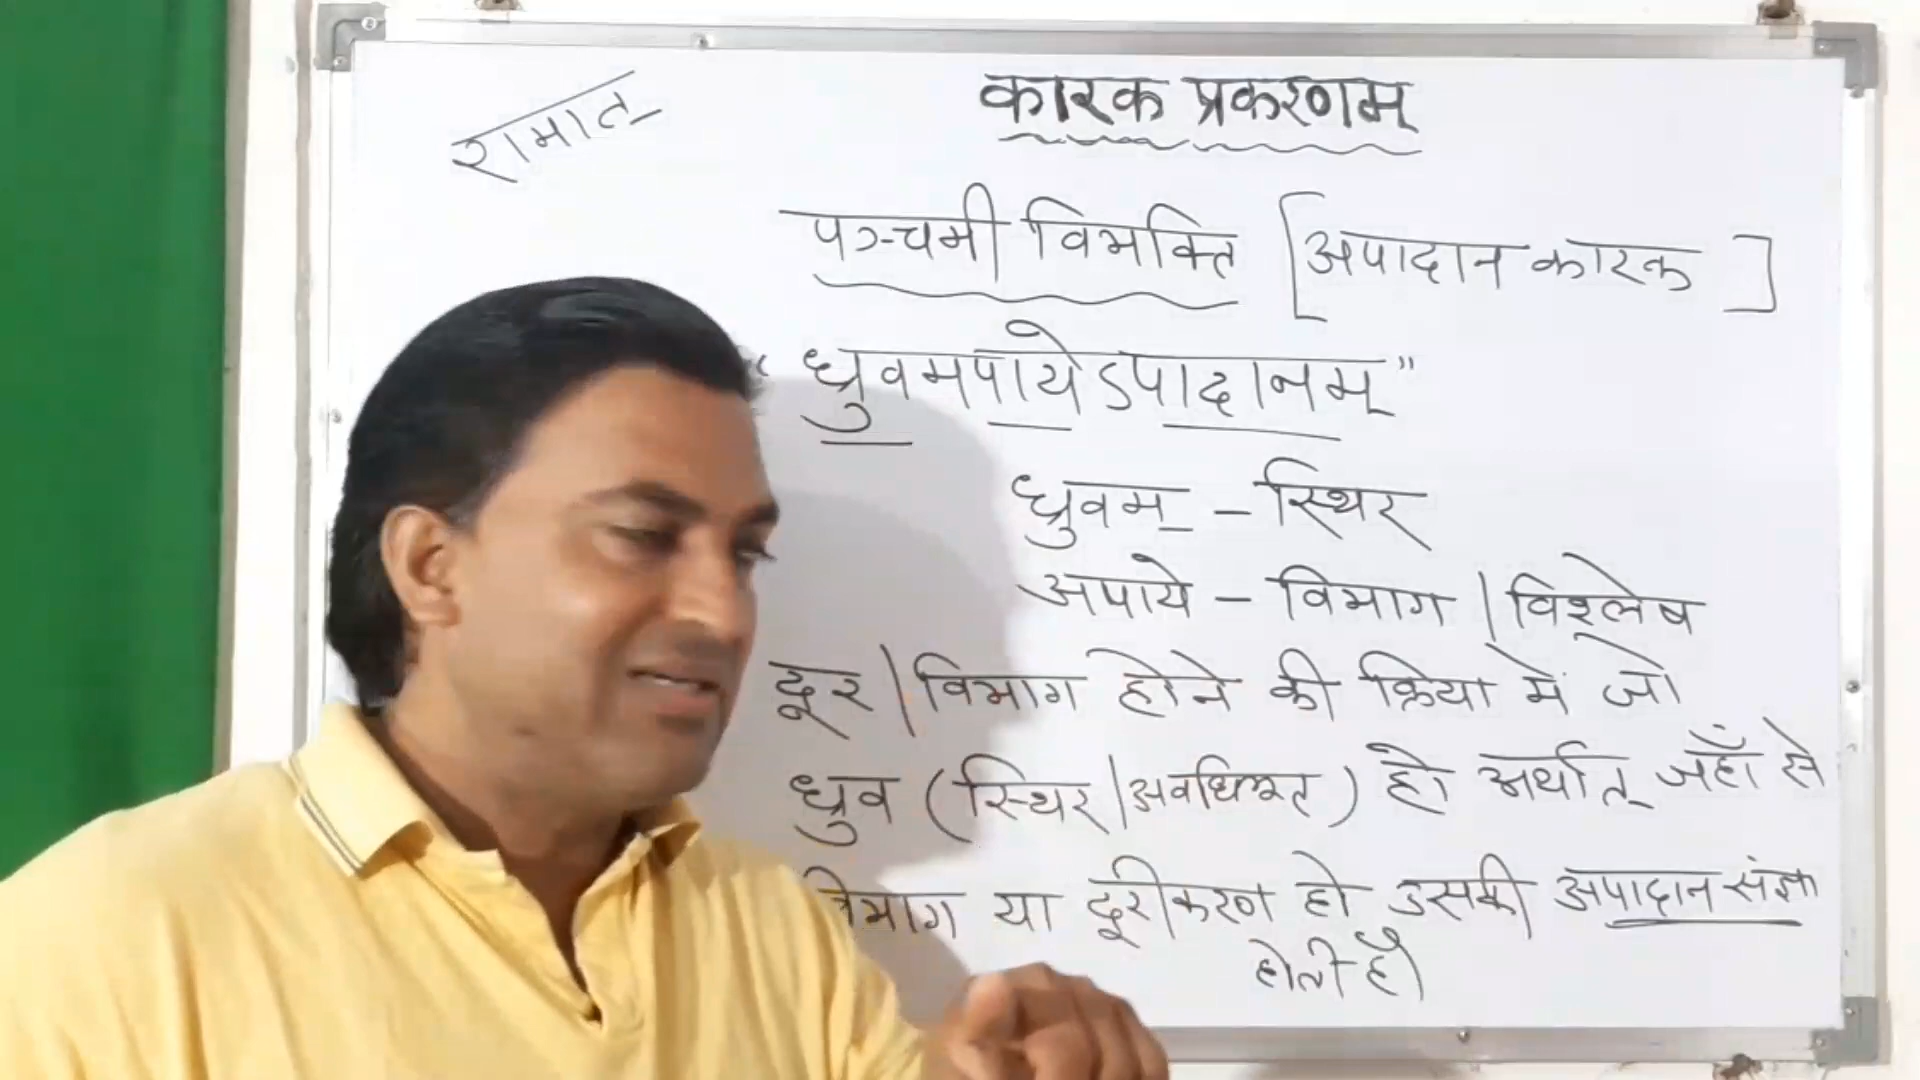 रामात्
कारक प्रकरणम्
पञ्चमी विभक्ति [अपादान कारक]
"ध्रुवमपायेऽपादानम्"
ध्रुवम् - स्थिर
अपाये - विभाग | विश्लेष
दूर | विभाग होने की क्रिया में जो
ध्रुव (स्थिर | अवधिभूत) हो अर्थात् जहाँ से
विभाग या दूरीकरण हो उसकी अपादान संज्ञा
होती है।